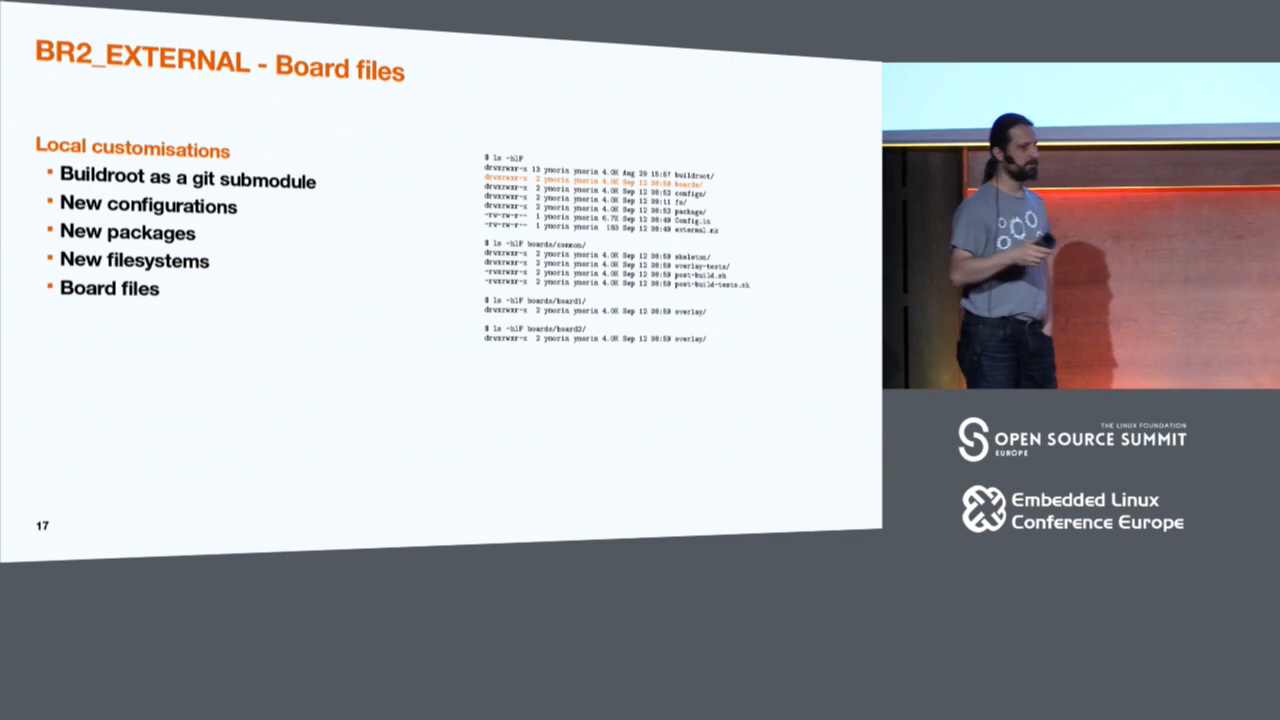 BR2_EXTERNAL - Board files
Local customisations
Buildroot as a git submodule
New configurations
New packages
New filesystems
Board files
$ ls -hlF
drwxrwxr-x 13 ymorin ymorin 4.0K Aug 29 15:57 buildroot/
drwxrwxr-x 2 ymorin ymorin 4.0K Sep 12 08:59 boards/
drwxrwxr-x 2 ymorin ymorin 4.0K Sep 12 08:52 configs/
drwxrwxr-x 2 ymorin ymorin 4.0K Sep 12 09:11 fs/
drwxrwxr-x 2 ymorin ymorin 4.0K Sep 12 08:52 package/
-rw-rw-r-- 1 ymorin ymorin 6.7K Sep 12 08:49 Config.in
-rw-rw-r-- 1 ymorin ymorin 183 Sep 12 08:49 external.mk
$ ls -hlF boards/common/
drwxrwxr-x 2 ymorin ymorin 4.0K Sep 12 08:59 skeleton/
drwxrwxr-x 2 ymorin ymorin 4.0K Sep 12 08:59 overlay-tests/
-rwxrwxr-x 2 ymorin ymorin 4.0K Sep 12 08:59 post-build.sh
-rwxrwxr-x 2 ymorin ymorin 4.0K Sep 12 08:59 post-build-tests.sh
$ ls -hlF boards/board1/
drwxrwxr-x 2 ymorin ymorin 4.0K Sep 12 08:59 overlay/
$ ls -hlF boards/board2/
drwxrwxr-x 2 ymorin ymorin 4.0K Sep 12 08:59 overlay/
17
THE LINUX FOUNDATION
OPEN SOURCE SUMMIT
EUROPE
Embedded Linux
Conference Europe